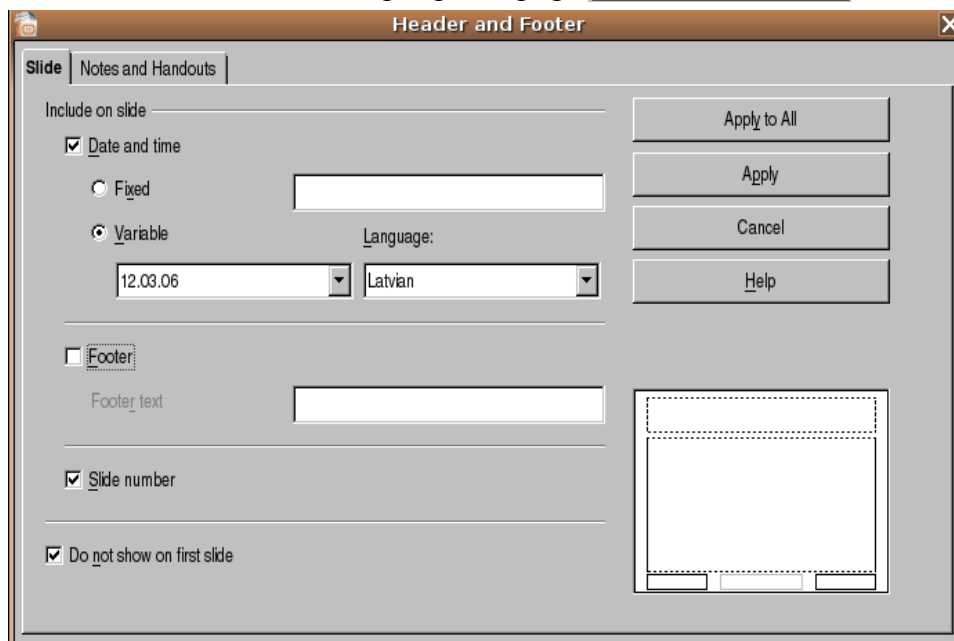 Header and Footer
Slide
Notes and Handouts
Include on slide
Date and time
Fixed
Variable
Language:
12.03.06
Latvian
Footer
Footer text
Slide number
Do not show on first slide
Apply to All
Apply
Cancel
Help